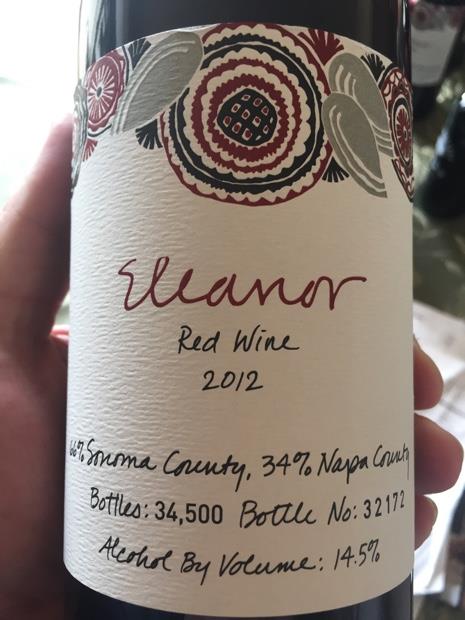 Eleanor
Red Wine
2012
66% Sonoma County, 34% Napa County
Bottles: 34,500 Bottle No: 32172
Alcohol By Volume: 14.5%